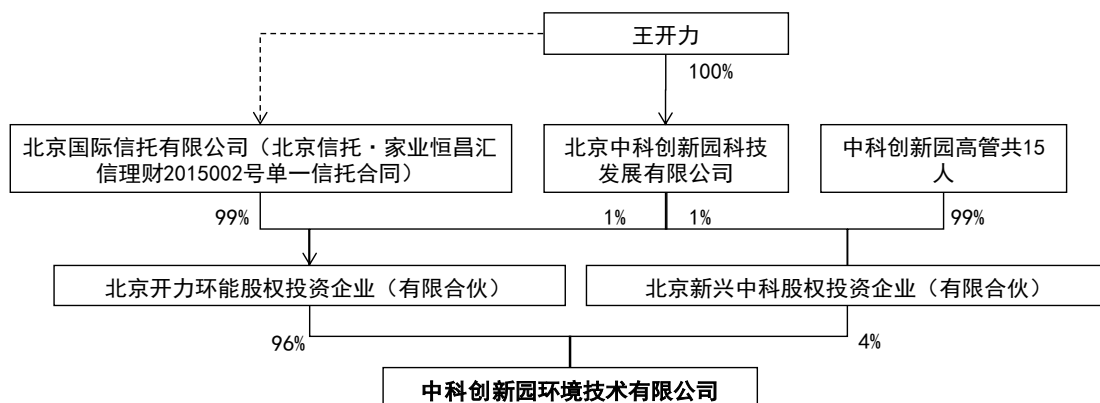 王开力
100%
北京国际信托有限公司（北京信托·家业恒昌汇
信理财2015002号单一信托合同）
北京中科创新园科技
发展有限公司
中科创新园高管共15
人
99%
1%
1%
99%
北京开力环能股权投资企业（有限合伙）
北京新兴中科股权投资企业（有限合伙）
96%
4%
中科创新园环境技术有限公司